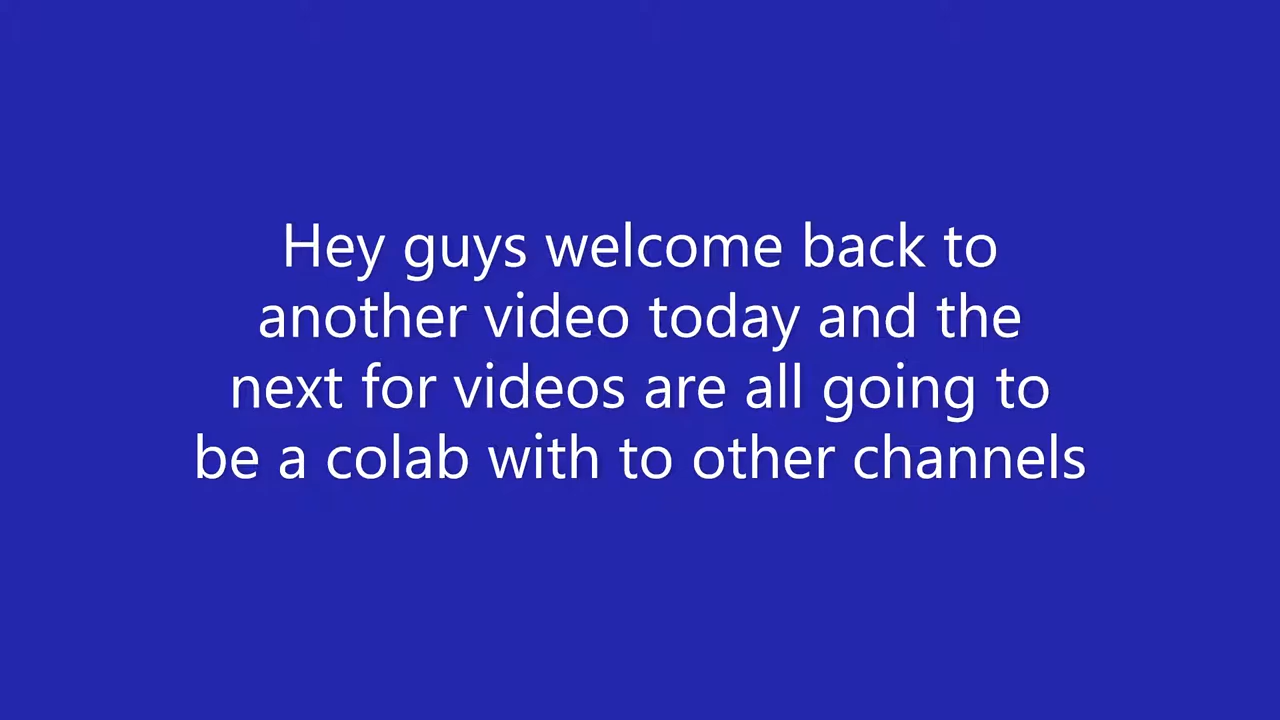 Hey guys welcome back to
another video today and the
next for videos are all going to
be a colab with to other channels